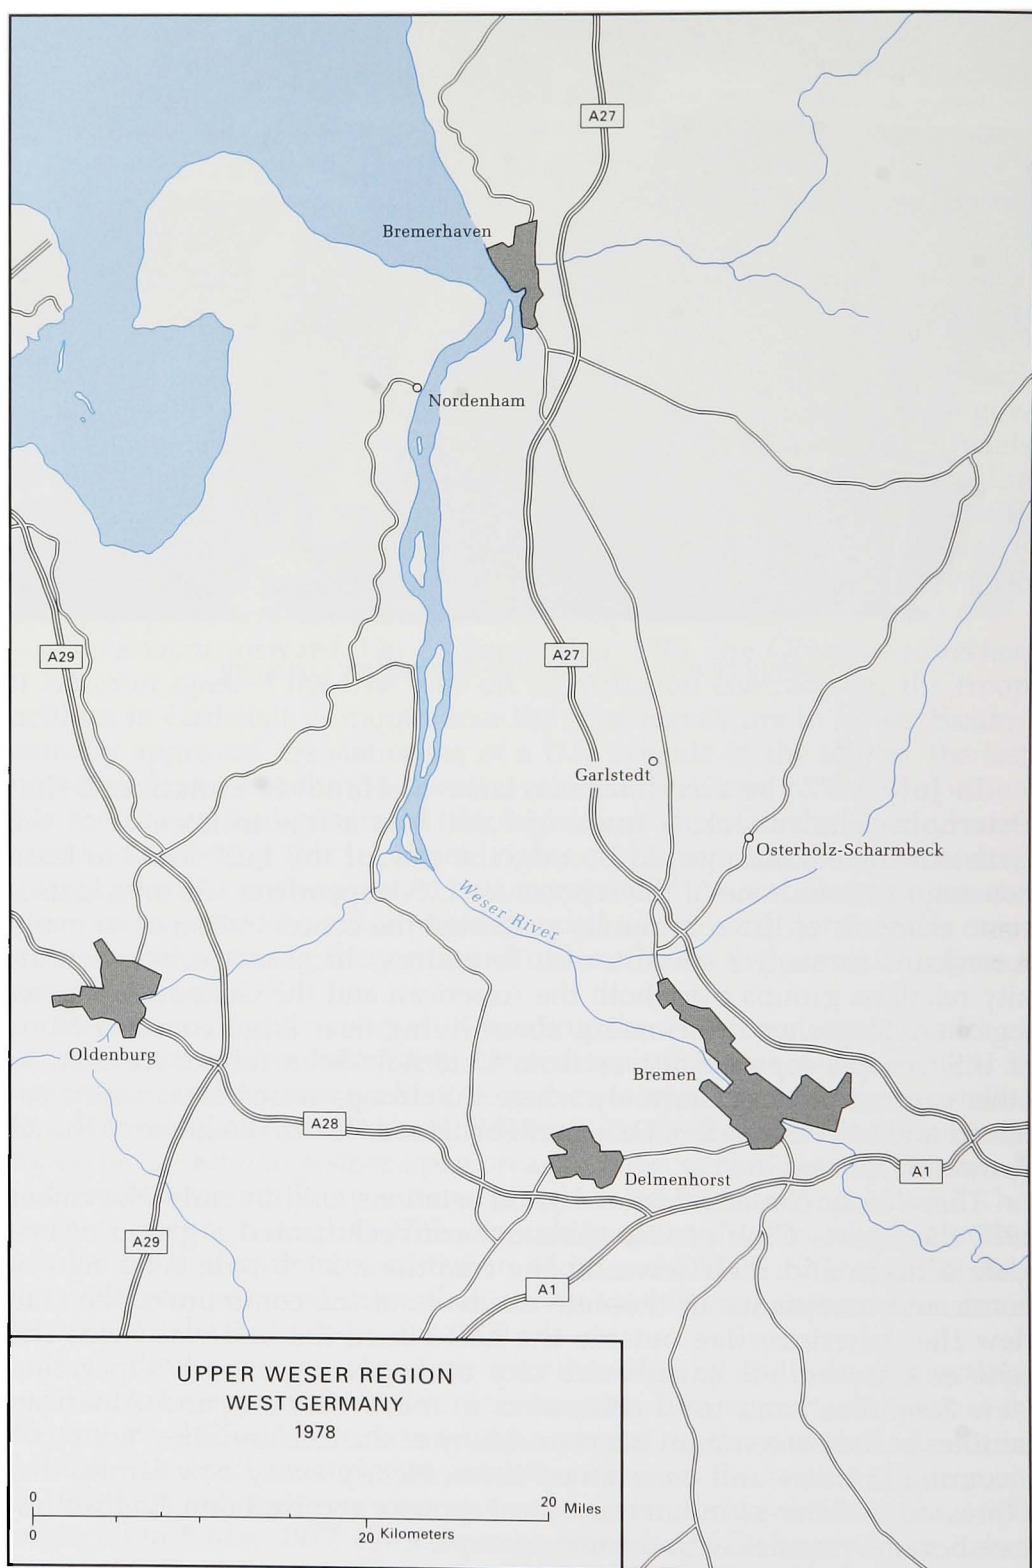 A27
Bremerhaven
Nordenham
A29
A27
Garlstedt
Osterholz-Scharmbeck
Weser River
Oldenburg
Bremen
A28
Delmenhorst
A1
A29
A1
UPPER WESER REGION
WEST GERMANY
1978
0 20 Miles
0 20 Kilometers